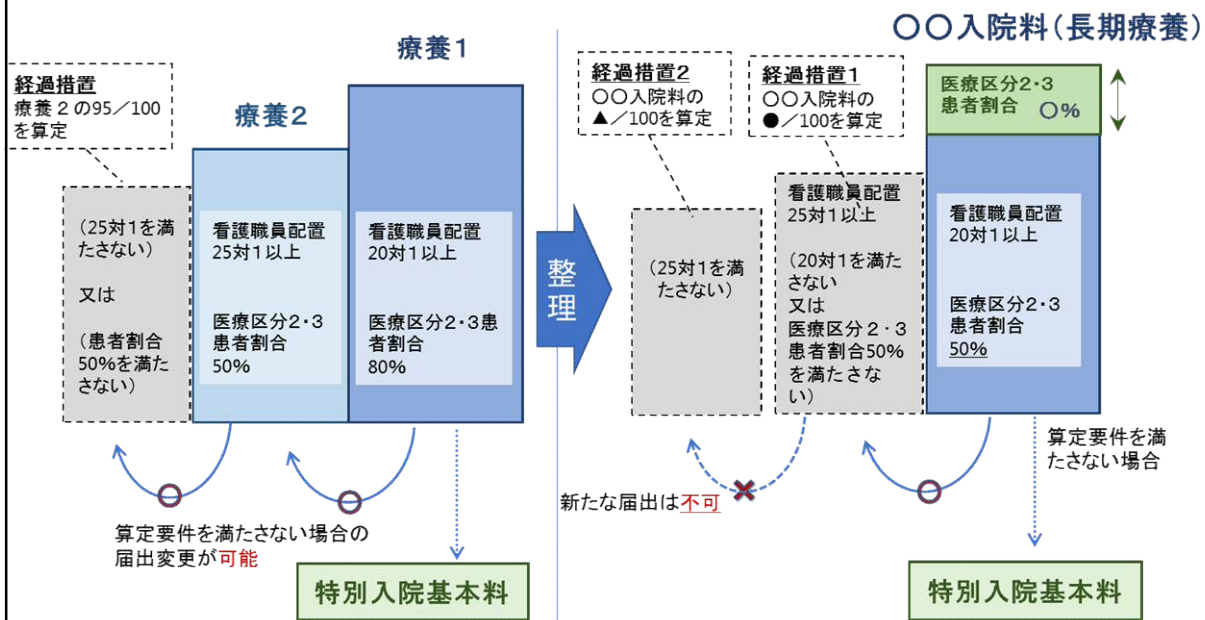 療養1
経過措置
療養2の95/100
を算定
療養2
(25対1を満
たさない)
又は
(患者割合
50%を満た
さない)
看護職員配置
25対1以上
医療区分2・3
患者割合
50%
看護職員配置
20対1以上
医療区分2・3患
者割合
80%
算定要件を満たさない場合の
届出変更が可能
特別入院基本料
整理
〇〇入院料(長期療養)
経過措置2
〇〇入院料の
▲/100を算定
経過措置1
〇〇入院料の
●/100を算定
医療区分2・3
患者割合 〇%
(25対1を満
たさない)
看護職員配置
25対1以上
(20対1を満た
さない
又は
医療区分2・3
患者割合50%
を満たさな
い)
看護職員配置
20対1以上
医療区分2・3
患者割合
50%
新たな届出は不可
算定要件を満
たさない場合
特別入院基本料